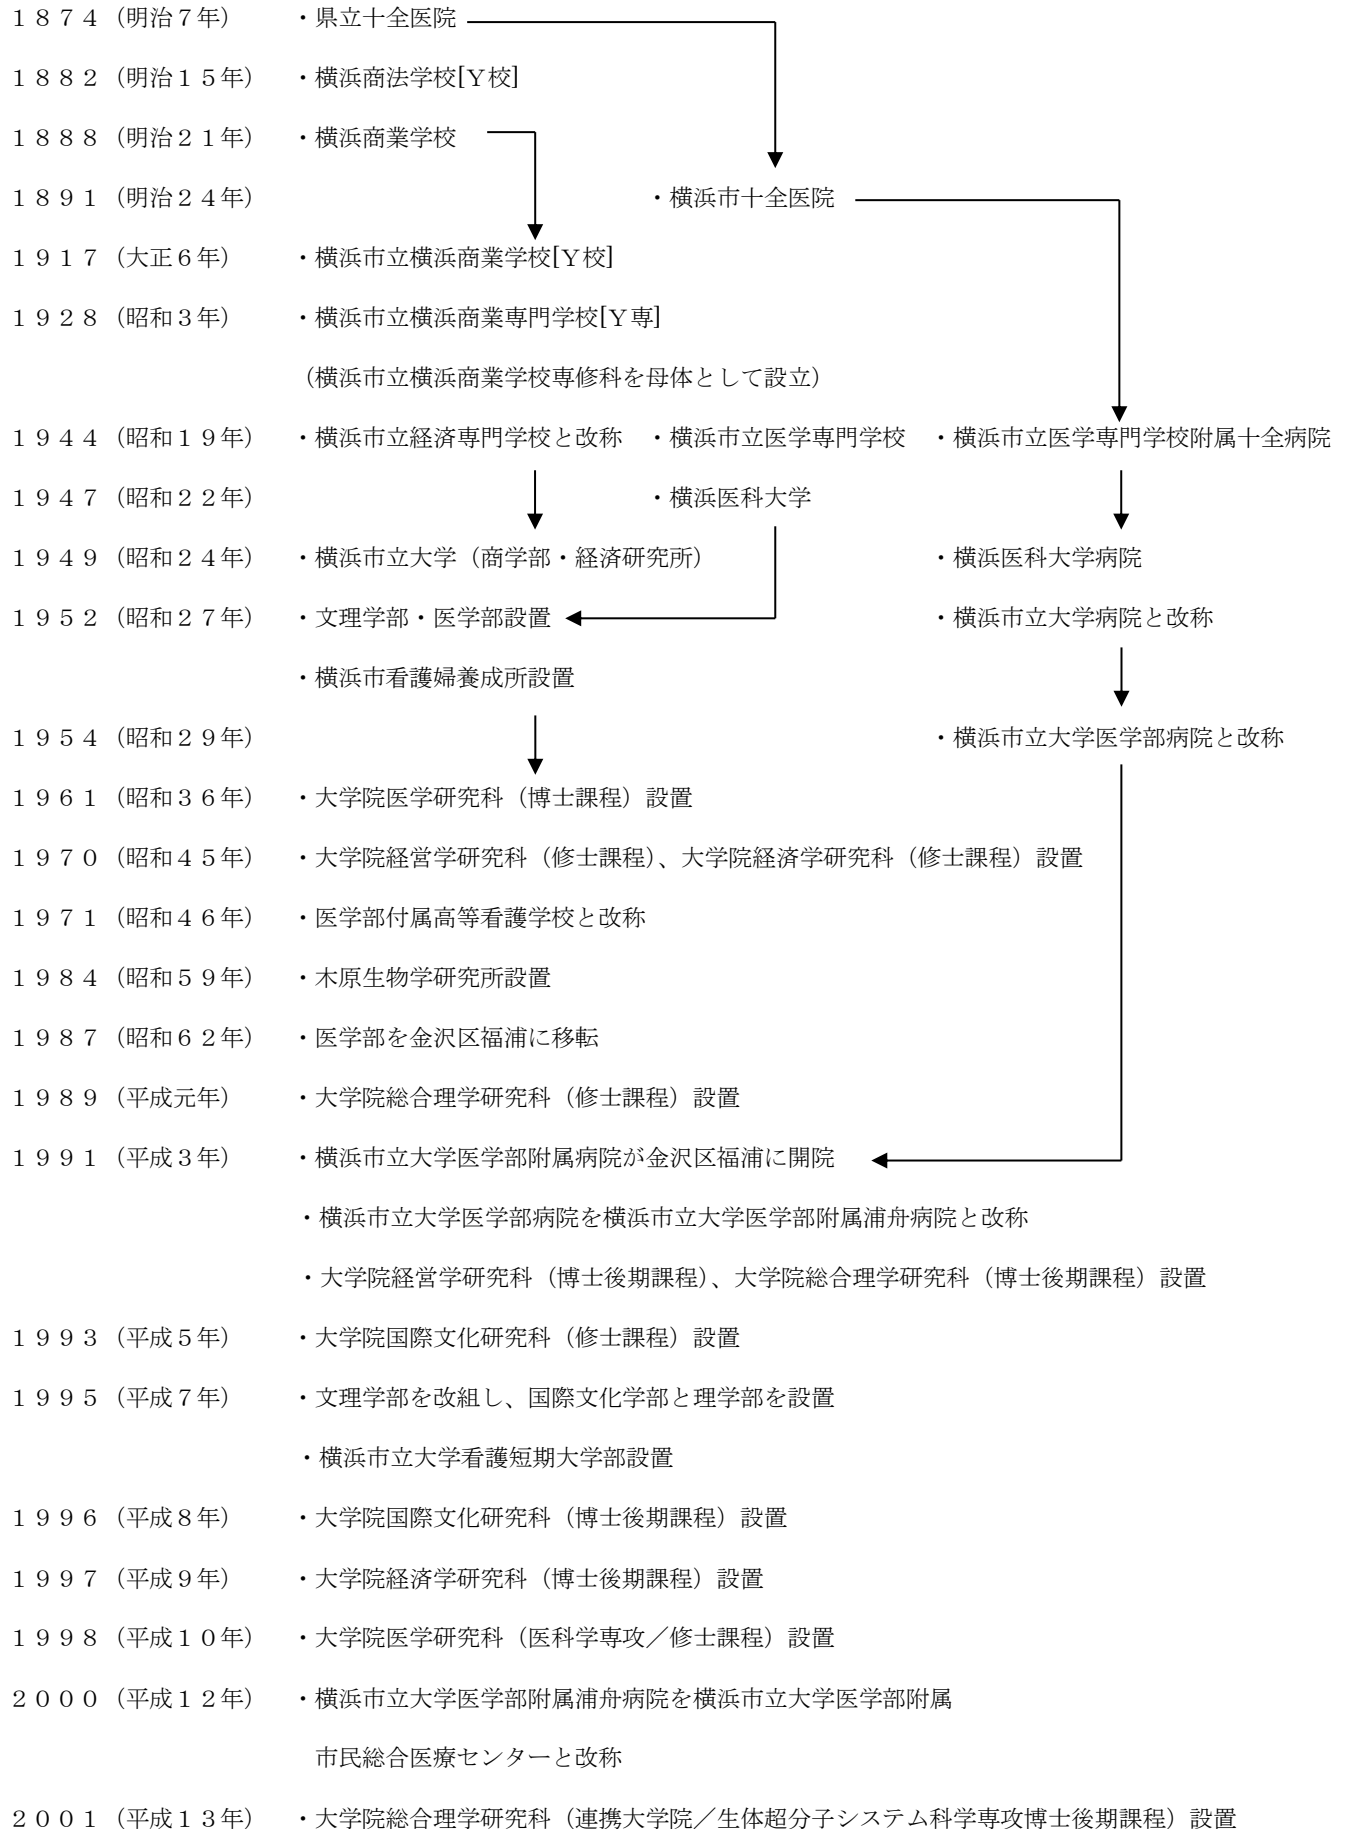 １８７４（明治７年）　・県立十全医院
１８８２（明治１５年）　・横浜商法学校[Ｙ校]
１８８８（明治２１年）　・横浜商業学校
１８９１（明治２４年）　・横浜市十全医院
１９１７（大正６年）　・横浜市立横浜商業学校[Ｙ校]
１９２８（昭和３年）　・横浜市立横浜商業専門学校[Ｙ専]
（横浜市立横浜商業学校専修科を母体として設立）
１９４４（昭和１９年）　・横浜市立経済専門学校と改称　・横浜市立医学専門学校　・横浜市立医学専門学校附属十全病院
１９４７（昭和２２年）　・横浜医科大学
１９４９（昭和２４年）　・横浜市立大学（商学部・経済研究所）　・横浜医科大学病院
１９５２（昭和２７年）　・文理学部・医学部設置　・横浜市立大学病院と改称
・横浜市看護婦養成所設置
１９５４（昭和２９年）　・横浜市立大学医学部病院と改称
１９６１（昭和３６年）　・大学院医学研究科（博士課程）設置
１９７０（昭和４５年）　・大学院経営学研究科（修士課程）、大学院経済学研究科（修士課程）設置
１９７１（昭和４６年）　・医学部付属高等看護学校と改称
１９８４（昭和５９年）　・木原生物学研究所設置
１９８７（昭和６２年）　・医学部を金沢区福浦に移転
１９８９（平成元年）　・大学院総合理学研究科（修士課程）設置
１９９１（平成３年）　・横浜市立大学医学部附属病院が金沢区福浦に開院
・横浜市立大学医学部病院を横浜市立大学医学部附属浦舟病院と改称
・大学院経営学研究科（博士後期課程）、大学院総合理学研究科（博士後期課程）設置
１９９３（平成５年）　・大学院国際文化研究科（修士課程）設置
１９９５（平成７年）　・文理学部を改組し、国際文化学部と理学部を設置
・横浜市立大学看護短期大学部設置
１９９６（平成８年）　・大学院国際文化研究科（博士後期課程）設置
１９９７（平成９年）　・大学院経済学研究科（博士後期課程）設置
１９９８（平成１０年）　・大学院医学研究科（医科学専攻／修士課程）設置
２０００（平成１２年）　・横浜市立大学医学部附属浦舟病院を横浜市立大学医学部附属
市民総合医療センターと改称
２００１（平成１３年）　・大学院総合理学研究科（連携大学院／生体超分子システム科学専攻博士後期課程）設置